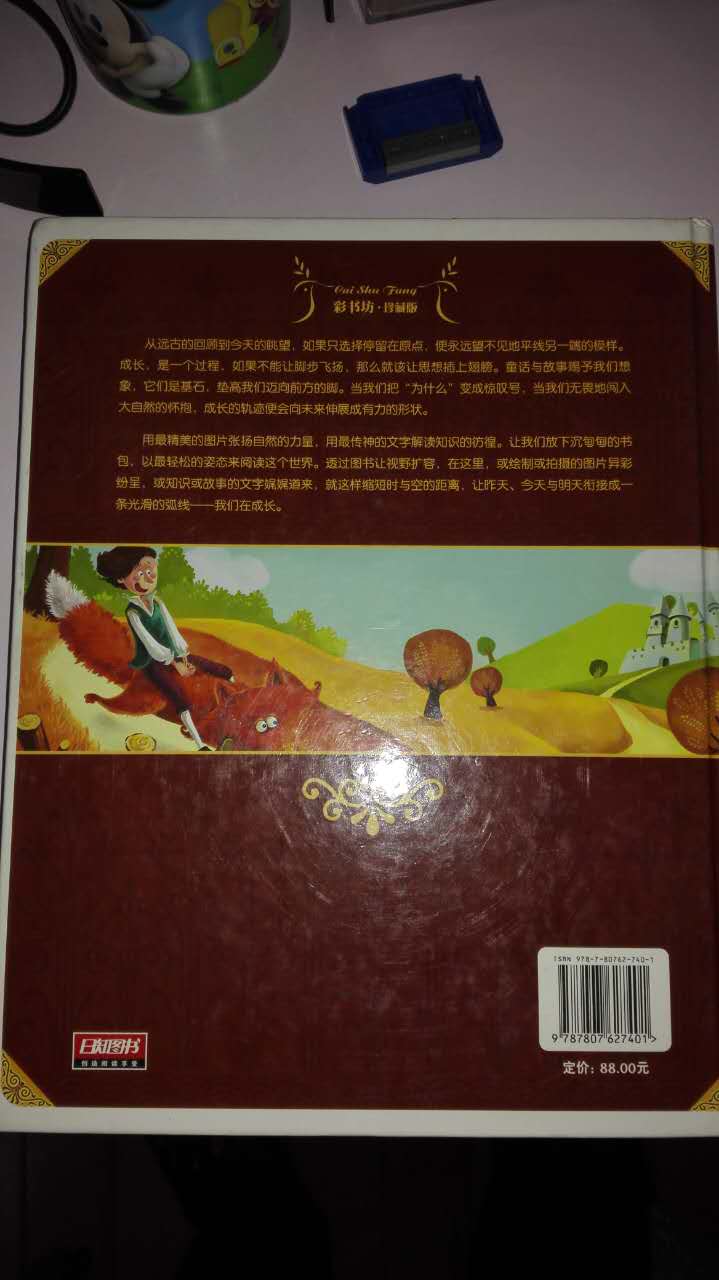 Cai Shu Fang
彩书坊·珍藏版
从远古的回顾到今天的眺望，如果只选择停留在原点，便永远望不见地平线另一端的模样。
成长，是一个过程，如果不能让脚步飞扬，那么就该让思想插上翅膀。童话与故事赐予我们想
象，它们是基石，垫高我们迈向前方的脚。当我们把“为什么”变成惊叹号，当我们无畏地闯入
大自然的怀抱，成长的轨迹便会向未来伸展成有力的形状。
用最精美的图片张扬自然的力量，用最传神的文字解读知识的彷徨。让我们放下沉甸甸的书
包，以最轻松的姿态来阅读这个世界。透过图书让视野扩容，在这里，或绘制或拍摄的图片异彩
纷呈，或知识或故事的文字娓娓道来，就这样缩短时与空的距离，让昨天、今天与明天衔接成一
条光滑的弧线——我们在成长。
ISBN 978-7-80762-740-1
9 787807 627401 >
定价：88.00元
日知图书
创造阅读享受